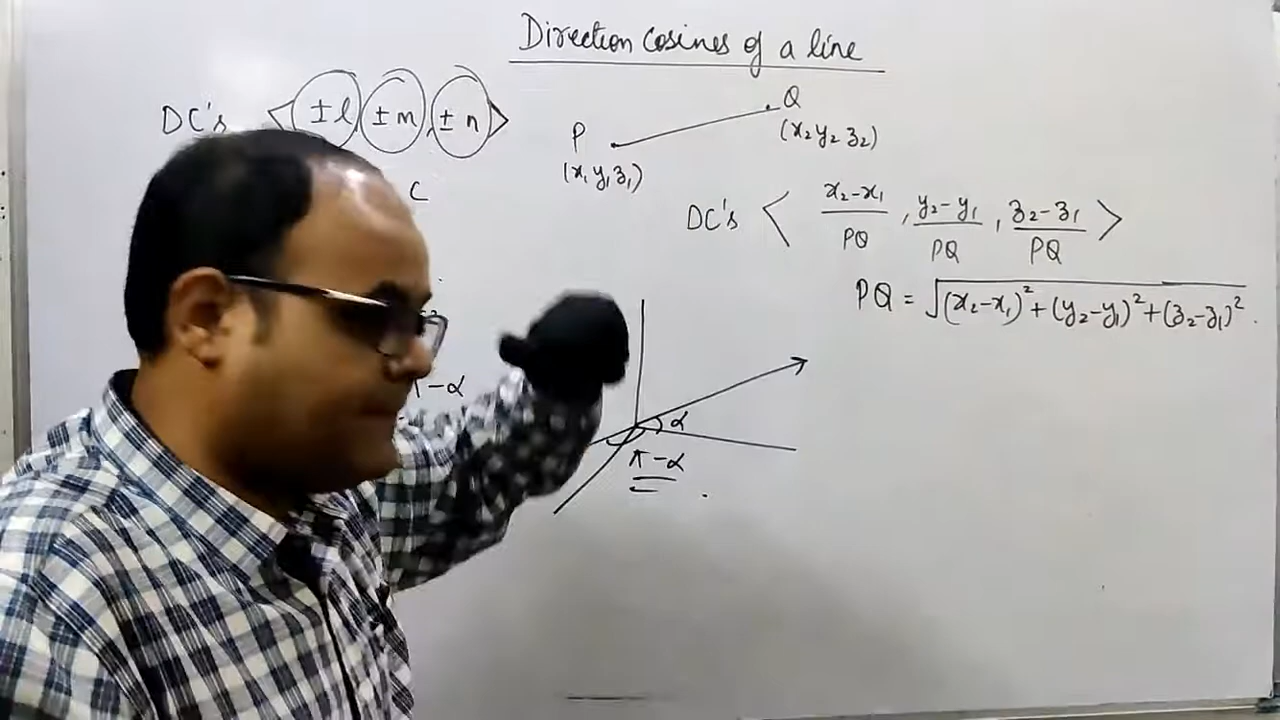 Direction cosines of a line
DC's < ±l, ±m, ±n >
P
(x₁ y₁ z₁)
Q
(x₂ y₂ z₂)
C
DC's < x₂-x₁/PQ , y₂-y₁/PQ , z₂-z₁/PQ >
PQ = √(x₂-x₁)² + (y₂-y₁)² + (z₂-z₁)² .
-α
α
π-α